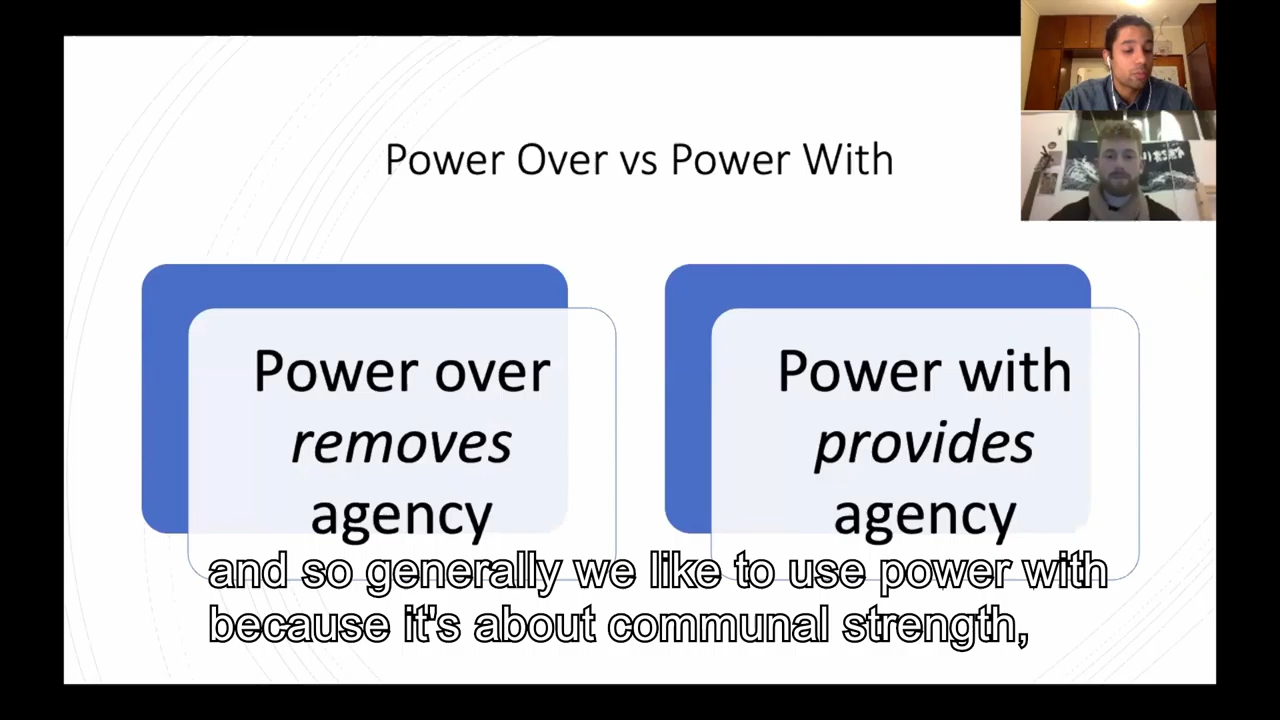 Power Over vs Power With
Power over
removes
agency
Power with
provides
agency
and so generally we like to use power with
because it's about communal strength,